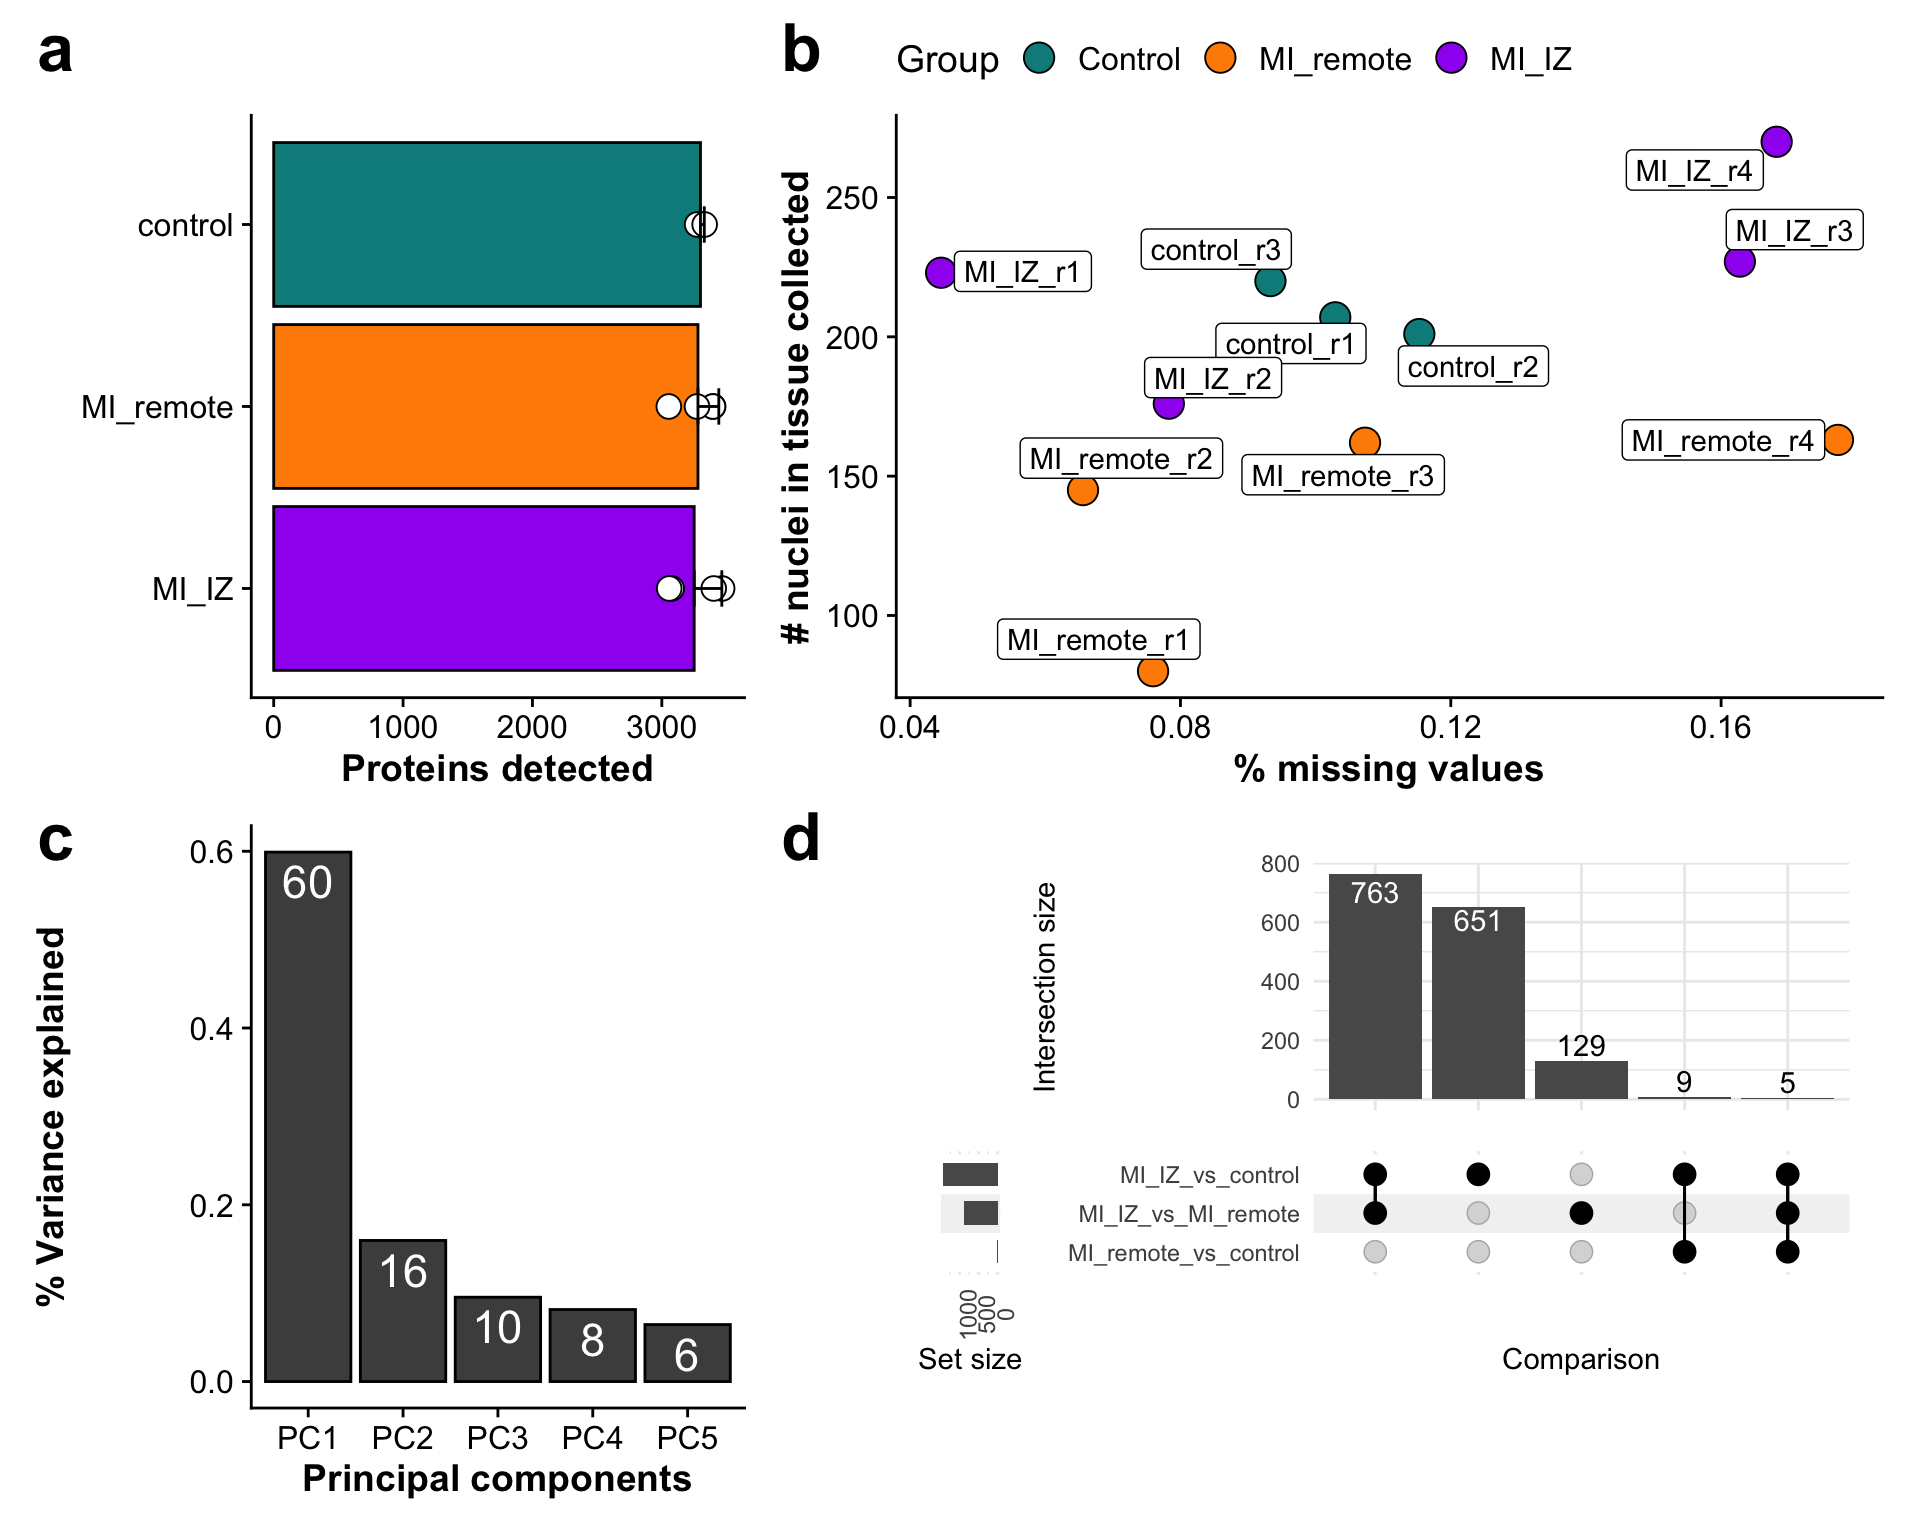 a
control
MI_remote
MI_IZ
0 1000 2000 3000
Proteins detected
b
Group Control MI_remote MI_IZ
# nuclei in tissue collected
250
200
150
100
MI_IZ_r4
MI_IZ_r3
control_r3
MI_IZ_r1
control_r1
control_r2
MI_IZ_r2
MI_remote_r4
MI_remote_r2
MI_remote_r3
MI_remote_r1
0.04 0.08 0.12 0.16
% missing values
c
% Variance explained
0.6
0.4
0.2
0.0
60
16
10
8
6
PC1 PC2 PC3 PC4 PC5
Principal components
d
Intersection size
800
600
400
200
0
763
651
129
9
5
MI_IZ_vs_control
MI_IZ_vs_MI_remote
MI_remote_vs_control
1000
500
0
Set size
Comparison